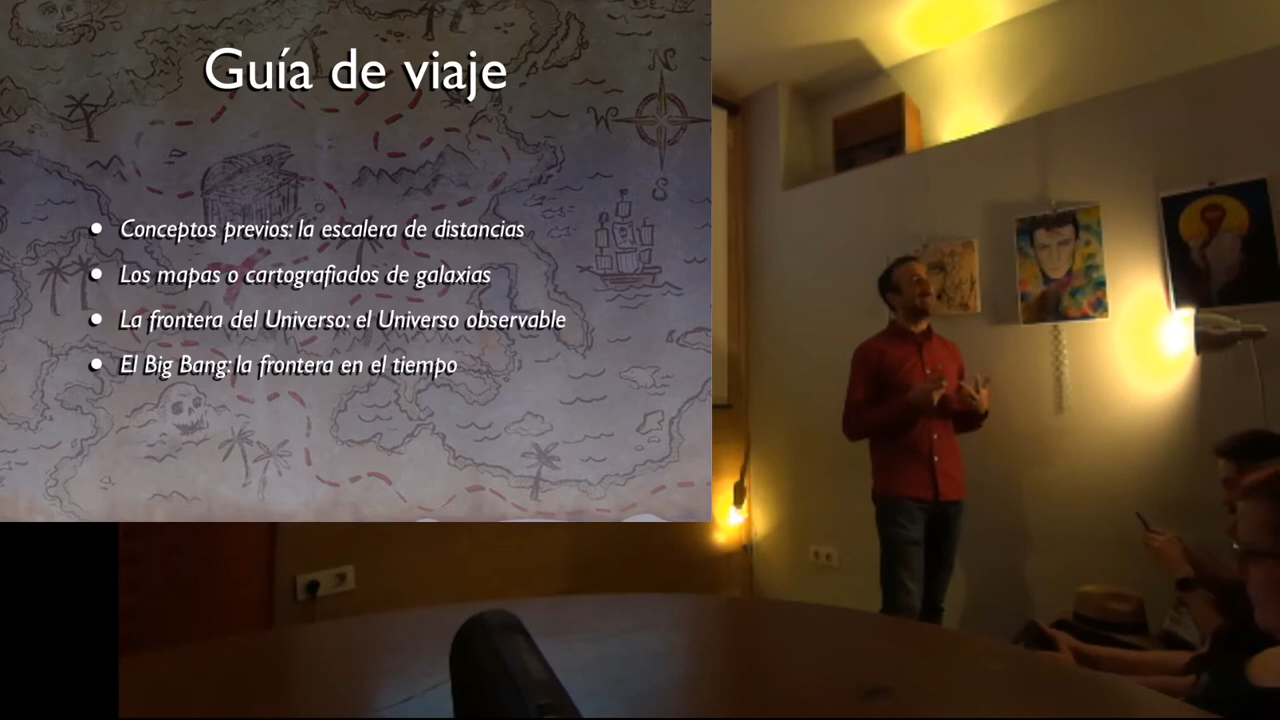 Guía de viaje
N
W
S
• Conceptos previos: la escalera de distancias
• Los mapas o cartografiados de galaxias
• La frontera del Universo: el Universo observable
• El Big Bang: la frontera en el tiempo